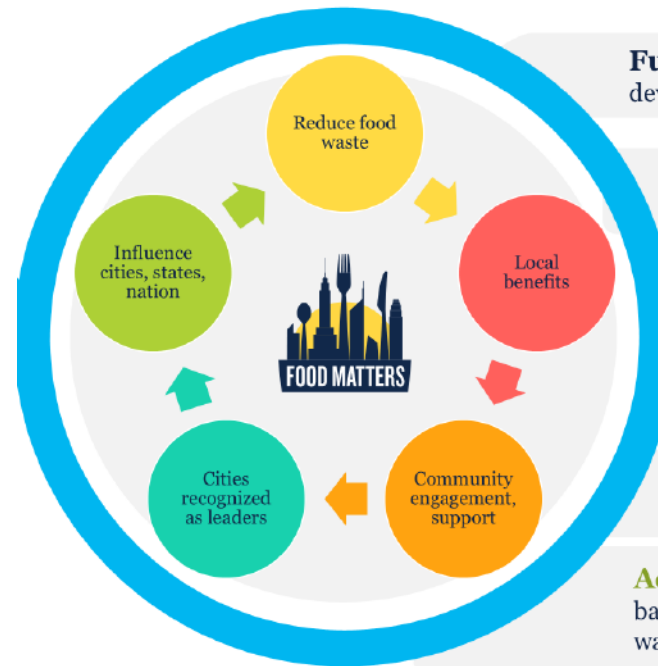 Reduce food
waste
Local
benefits
Community
engagement,
support
Cities
recognized
as leaders
Influence
cities, states,
nation
FOOD MATTERS